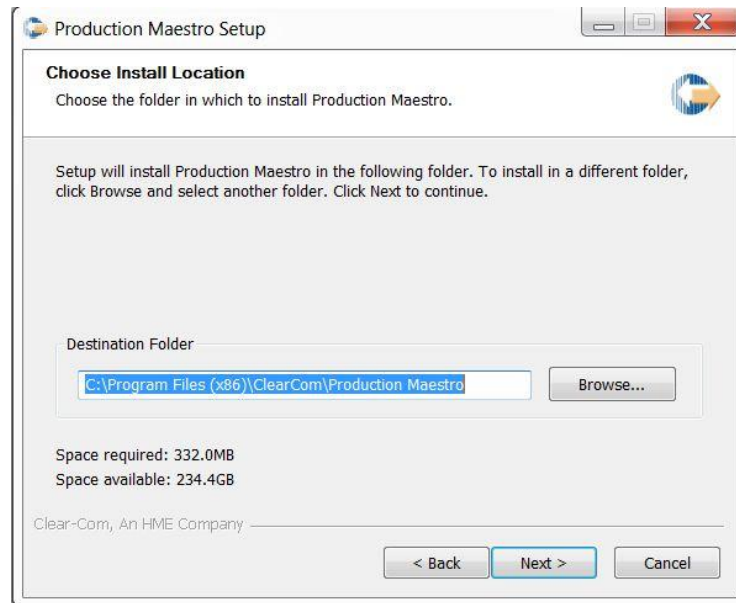 Production Maestro Setup
Choose Install Location
Choose the folder in which to install Production Maestro.
Setup will install Production Maestro in the following folder. To install in a different folder,
click Browse and select another folder. Click Next to continue.
Destination Folder
C:\Program Files (x86)\ClearCom\Production Maestro
Browse...
Space required: 332.0MB
Space available: 234.4GB
Clear-Com, An HME Company
< Back Next > Cancel